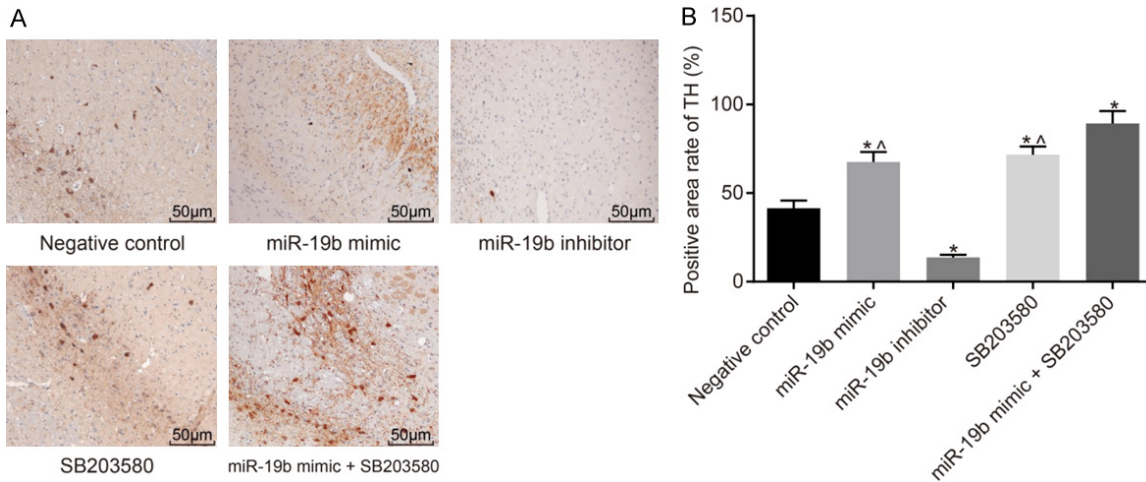 A
50μm
50μm
50μm
Negative control
miR-19b mimic
miR-19b inhibitor
50μm
50μm
SB203580
miR-19b mimic + SB203580
B
Positive area rate of TH (%)
150
100
50
0
* ^
*
* ^
*
Negative control
miR-19b mimic
miR-19b inhibitor
SB203580
miR-19b mimic + SB203580